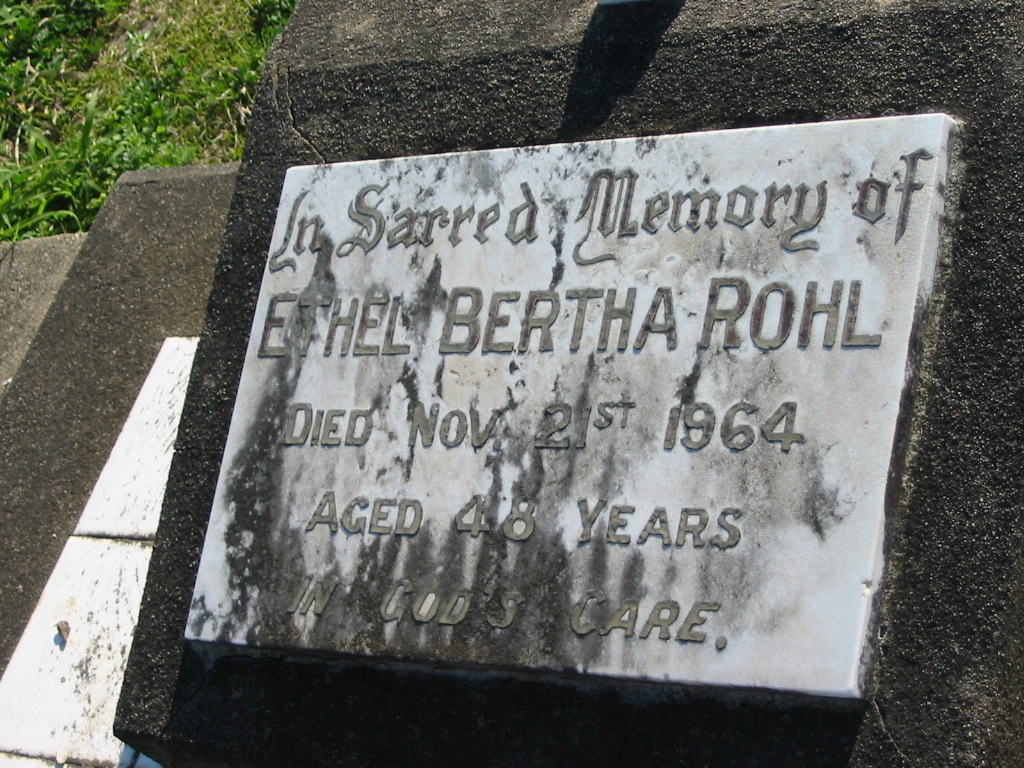 In Sacred Memory of
ETHEL BERTHA ROHL
DIED NOV 21ST 1964
AGED 48 YEARS
IN GOD'S CARE.